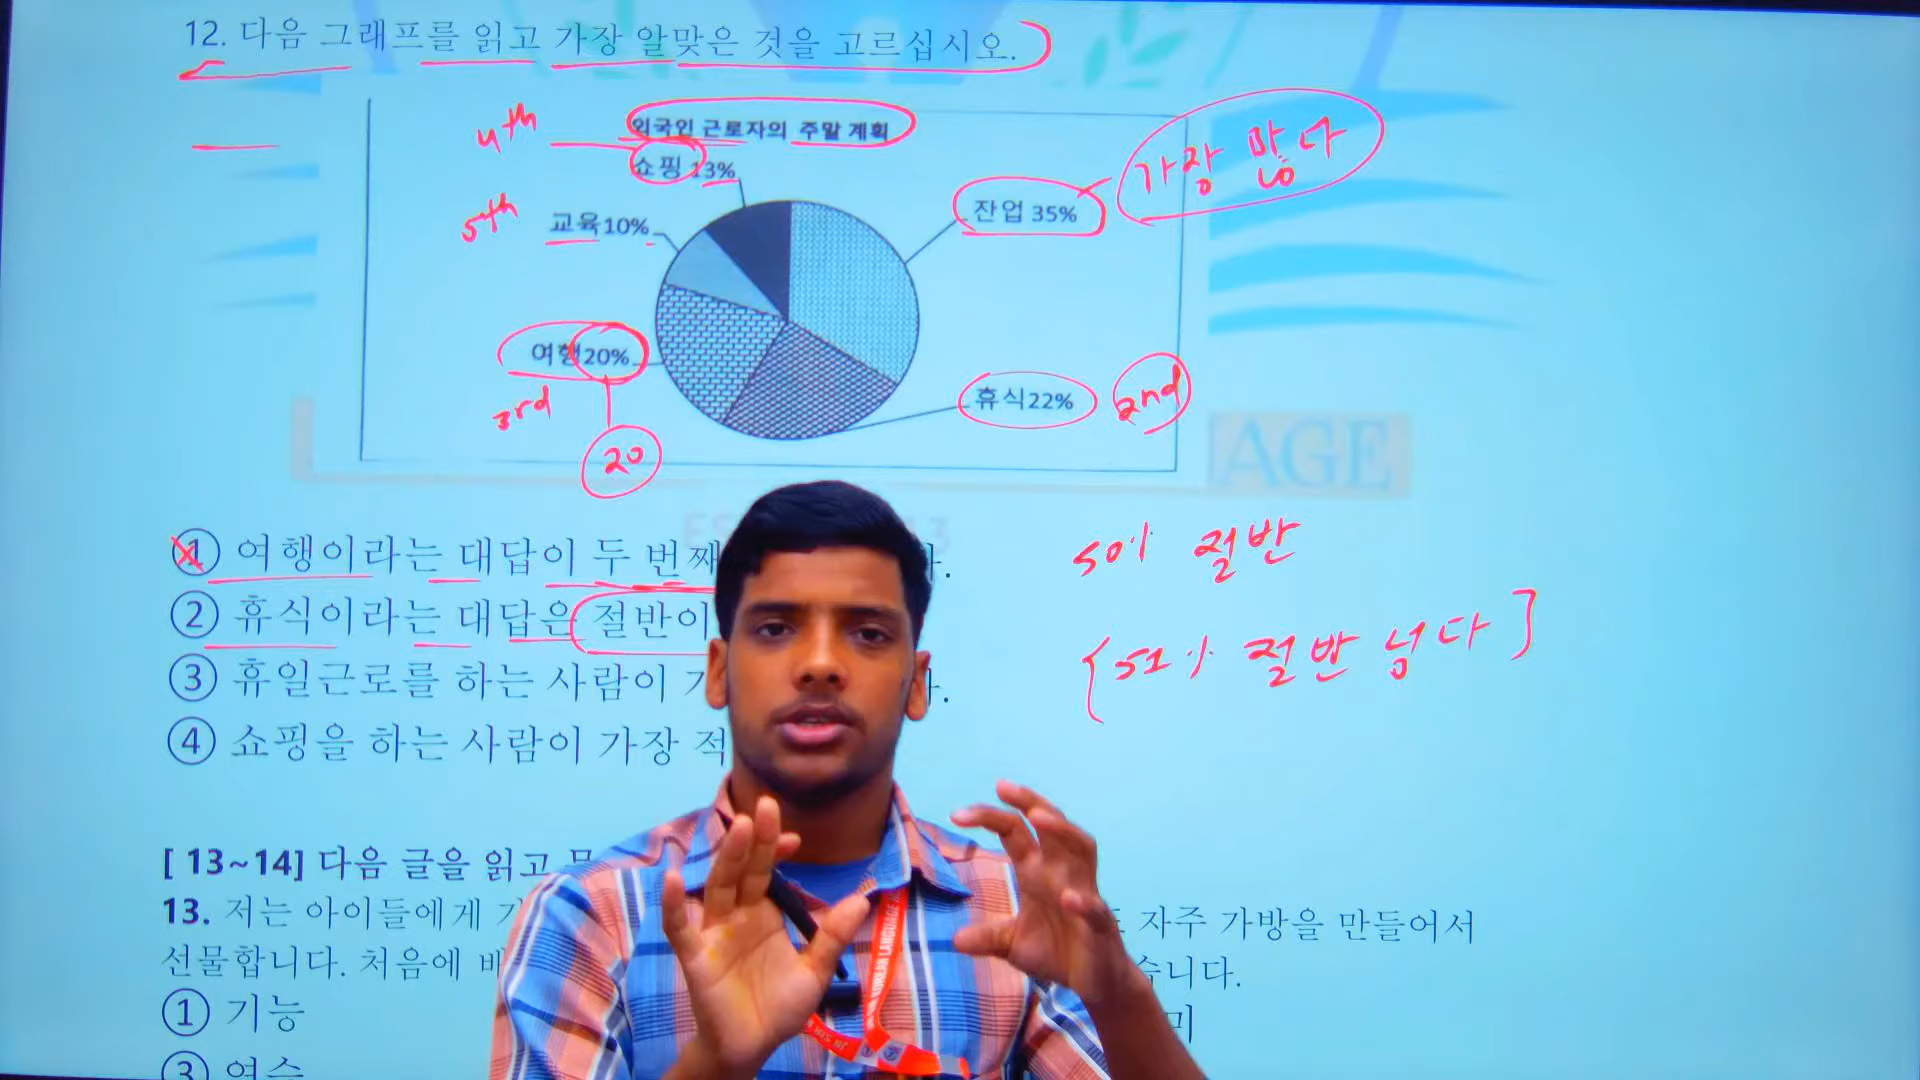 12. 다음 그래프를 읽고 가장 알맞은 것을 고르십시오.
외국인 근로자의 주말 계획
4th
쇼핑 13%
가장 많다
5th
교육10%
잔업 35%
여행20%
휴식22%
2nd
3rd
20
AGE
① 여행이라는 대답이 두 번째
50% 절반
② 휴식이라는 대답은 절반이
{51% 절반 넘다]
③ 휴일근로를 하는 사람이
④ 쇼핑을 하는 사람이 가장 적
[ 13~14] 다음 글을 읽고
13. 저는 아이들에게 자주 가방을 만들어서
선물합니다. 처음에 습니다.
① 기능
미
③ 연습
KOREAN LANGUAGE